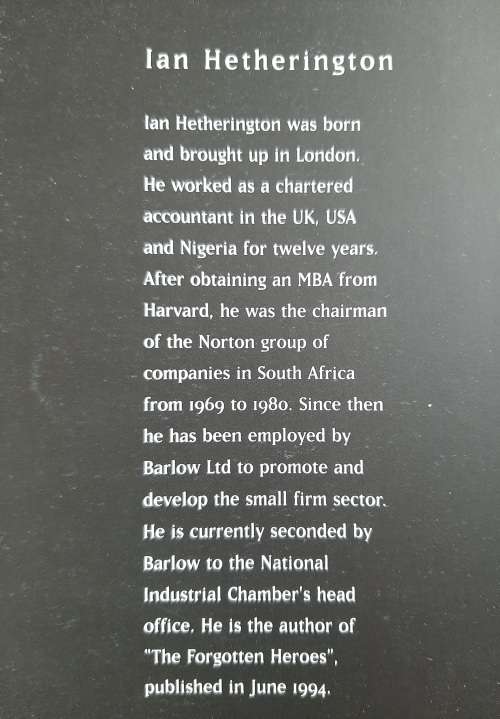 Ian Hetherington
Ian Hetherington was born
and brought up in London.
He worked as a chartered
accountant in the UK, USA
and Nigeria for twelve years.
After obtaining an MBA from
Harvard, he was the chairman
of the Norton group of
companies in South Africa
from 1969 to 1980. Since then
he has been employed by
Barlow Ltd to promote and
develop the small firm sector.
He is currently seconded by
Barlow to the National
Industrial Chamber's head
office. He is the author of
"The Forgotten Heroes",
published in June 1994.